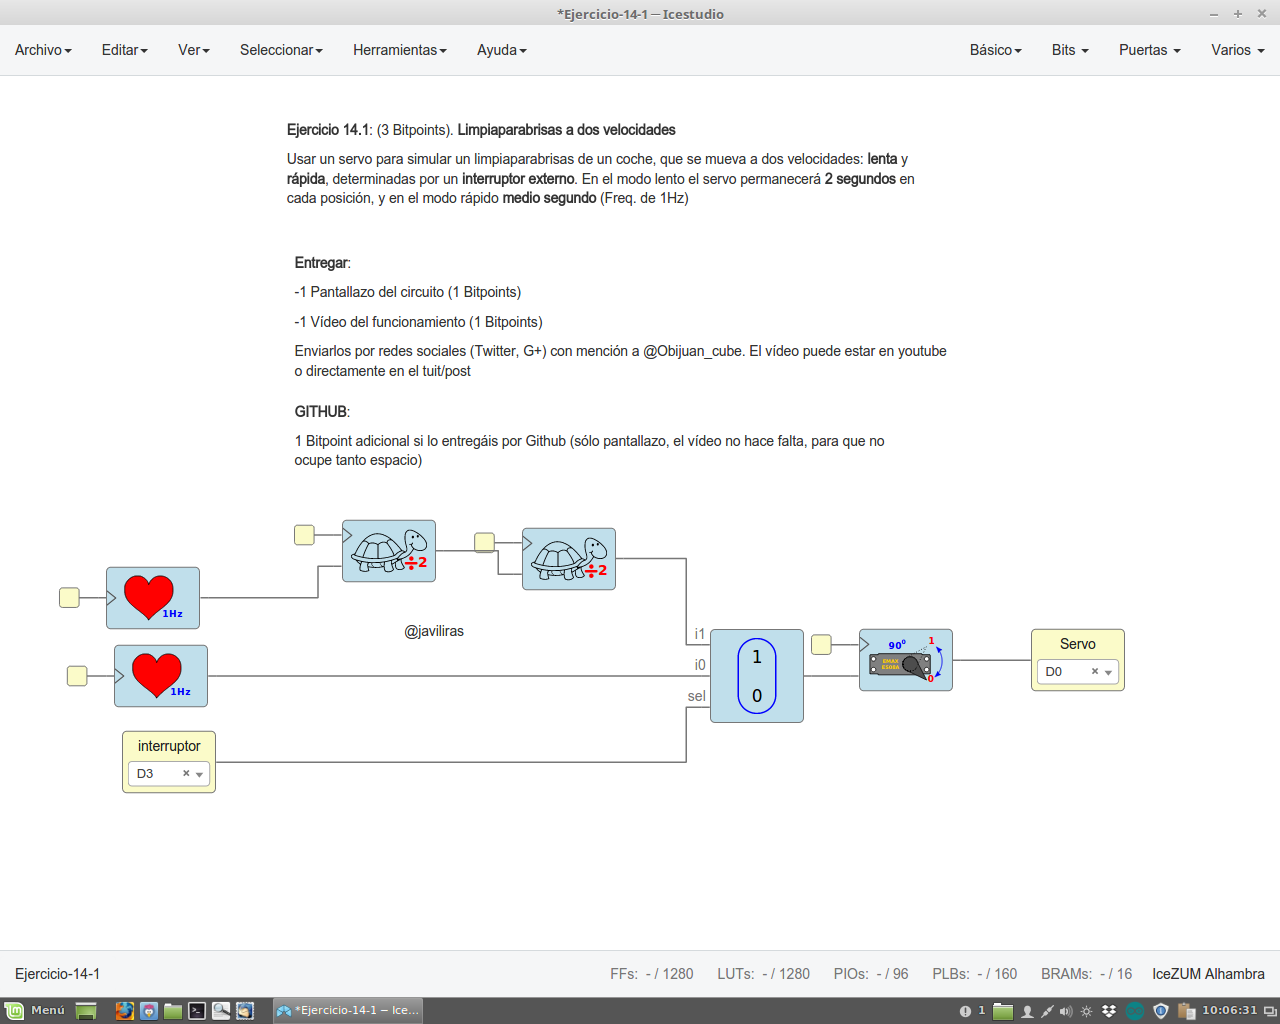 *Ejercicio-14-1 ─ Icestudio
Archivo Editar Ver Seleccionar Herramientas Ayuda Básico Bits Puertas Varios
Ejercicio 14.1: (3 Bitpoints). Limpiaparabrisas a dos velocidades
Usar un servo para simular un limpiaparabrisas de un coche, que se mueva a dos velocidades: lenta y
rápida, determinadas por un interruptor externo. En el modo lento el servo permanecerá 2 segundos en
cada posición, y en el modo rápido medio segundo (Freq. de 1Hz)
Entregar:
-1 Pantallazo del circuito (1 Bitpoints)
-1 Vídeo del funcionamiento (1 Bitpoints)
Enviarlos por redes sociales (Twitter, G+) con mención a @Obijuan_cube. El vídeo puede estar en youtube
o directamente en el tuit/post
GITHUB:
1 Bitpoint adicional si lo entregáis por Github (sólo pantallazo, el vídeo no hace falta, para que no
ocupe tanto espacio)
÷2
÷2
1Hz
@javiliras
1Hz
i1
i0
sel
1
0
90º
1
EMAX
ES08A
0
Servo
D0
interruptor
D3
Ejercicio-14-1 FFs: - / 1280 LUTs: - / 1280 PIOs: - / 96 PLBs: - / 160 BRAMs: - / 16 IceZUM Alhambra
Menú *Ejercicio-14-1 ─ Ice... 1 10:06:31